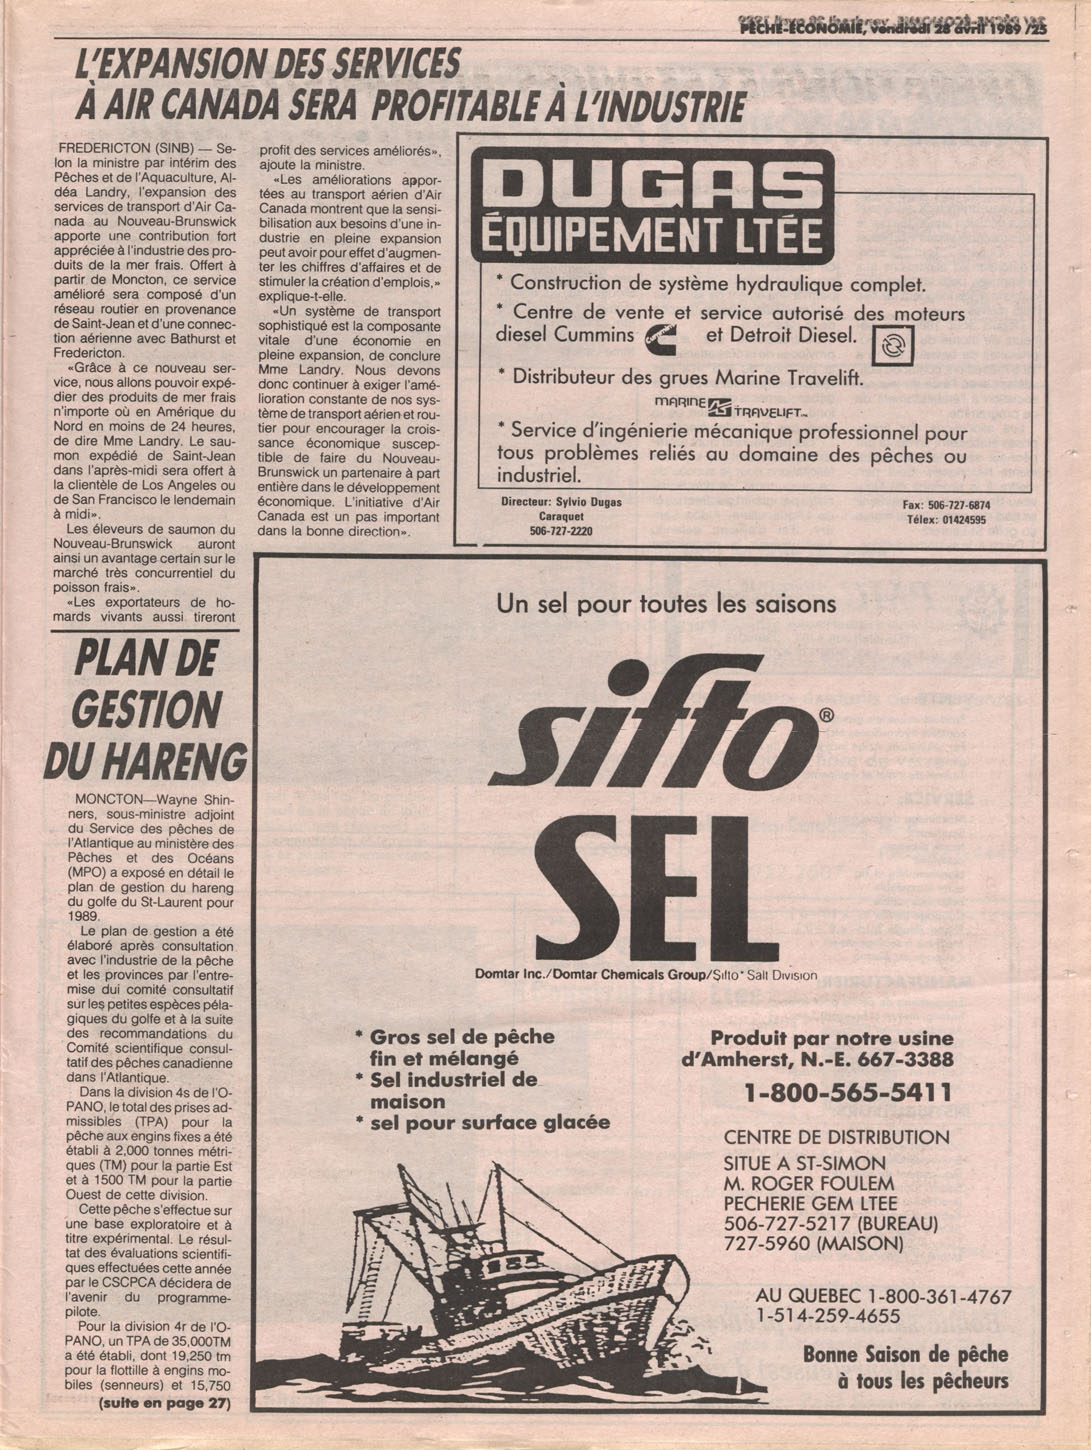 PÊCHE-ÉCONOMIE, vendredi 28 avril 1989 /25
L'EXPANSION DES SERVICES
À AIR CANADA SERA PROFITABLE À L'INDUSTRIE
FREDERICTON (SINB) — Se-
lon la ministre par intérim des
Pêches et de l'Aquaculture, Al-
déa Landry, l'expansion des
services de transport d'Air Ca-
nada au Nouveau-Brunswick
apporte une contribution fort
appréciée à l'industrie des pro-
duits de la mer frais. Offert à
partir de Moncton, ce service
amélioré sera composé d'un
réseau routier en provenance
de Saint-Jean et d'une connec-
tion aérienne avec Bathurst et
Fredericton.
«Grâce à ce nouveau ser-
vice, nous allons pouvoir expé-
dier des produits de mer frais
n'importe où en Amérique du
Nord en moins de 24 heures,
de dire Mme Landry. Le sau-
mon expédié de Saint-Jean
dans l'après-midi sera offert à
la clientèle de Los Angeles ou
de San Francisco le lendemain
à midi».
Les éleveurs de saumon du
Nouveau-Brunswick auront
ainsi un avantage certain sur le
marché très concurrentiel du
poisson frais».
«Les exportateurs de ho-
mards vivants aussi tireront
profit des services améliorés»,
ajoute la ministre.
«Les améliorations appor-
tées au transport aérien d'Air
Canada montrent que la sensi-
bilisation aux besoins d'une in-
dustrie en pleine expansion
peut avoir pour effet d'augmen-
ter les chiffres d'affaires et de
stimuler la création d'emplois,»
explique-t-elle.
«Un système de transport
sophistiqué est la composante
vitale d'une économie en
pleine expansion, de conclure
Mme Landry. Nous devons
donc continuer à exiger l'amé-
lioration constante de nos sys-
tème de transport aérien et rou-
tier pour encourager la crois-
sance économique suscep-
tible de faire du Nouveau-
Brunswick un partenaire à part
entière dans le développement
économique. L'initiative d'Air
Canada est un pas important
dans la bonne direction».
DUGAS
ÉQUIPEMENT LTÉE
* Construction de système hydraulique complet.
* Centre de vente et service autorisé des moteurs
diesel Cummins Cummins et Detroit Diesel.
* Distributeur des grues Marine Travelift.
MARINE TRAVELIFT
* Service d'ingénierie mécanique professionnel pour
tous problèmes reliés au domaine des pêches ou
industriel.
Directeur: Sylvio Dugas
Caraquet
506-727-2220
Fax: 506-727-6874
Télex: 01424595
PLAN DE
GESTION
DU HARENG
MONCTON—Wayne Shin-
ners, sous-ministre adjoint
du Service des pêches de
l'Atlantique au ministère des
Pêches et des Océans
(MPO) a exposé en détail le
plan de gestion du hareng
du golfe du St-Laurent pour
1989.
Le plan de gestion a été
élaboré après consultation
avec l'industrie de la pêche
et les provinces par l'entre-
mise dui comité consultatif
sur les petites espèces péla-
giques du golfe et à la suite
des recommandations du
Comité scientifique consul-
tatif des pêches canadienne
dans l'Atlantique.
Dans la division 4s de l'O-
PANO, le total des prises ad-
missibles (TPA) pour la
pêche aux engins fixes a été
établi à 2,000 tonnes métri-
ques (TM) pour la partie Est
et à 1500 TM pour la partie
Ouest de cette division.
Cette pêche s'effectue sur
une base exploratoire et à
titre expérimental. Le résul-
tat des évaluations scientifi-
ques effectuées cette année
par le CSCPCA décidera de
l'avenir du programme-
pilote.
Pour la division 4r de l'O-
PANO, un TPA de 35,000TM
a été établi, dont 19,250 tm
pour la flottille à engins mo-
biles (senneurs) et 15,750
(suite en page 27)
Un sel pour toutes les saisons
sifto®
SEL
Domtar Inc./Domtar Chemicals Group/Sifto* Salt Division
* Gros sel de pêche
fin et mélangé
* Sel industriel de
maison
* sel pour surface glacée
Produit par notre usine
d'Amherst, N.-E. 667-3388
1-800-565-5411
CENTRE DE DISTRIBUTION
SITUE A ST-SIMON
M. ROGER FOULEM
PECHERIE GEM LTEE
506-727-5217 (BUREAU)
727-5960 (MAISON)
AU QUEBEC 1-800-361-4767
1-514-259-4655
Bonne Saison de pêche
à tous les pêcheurs